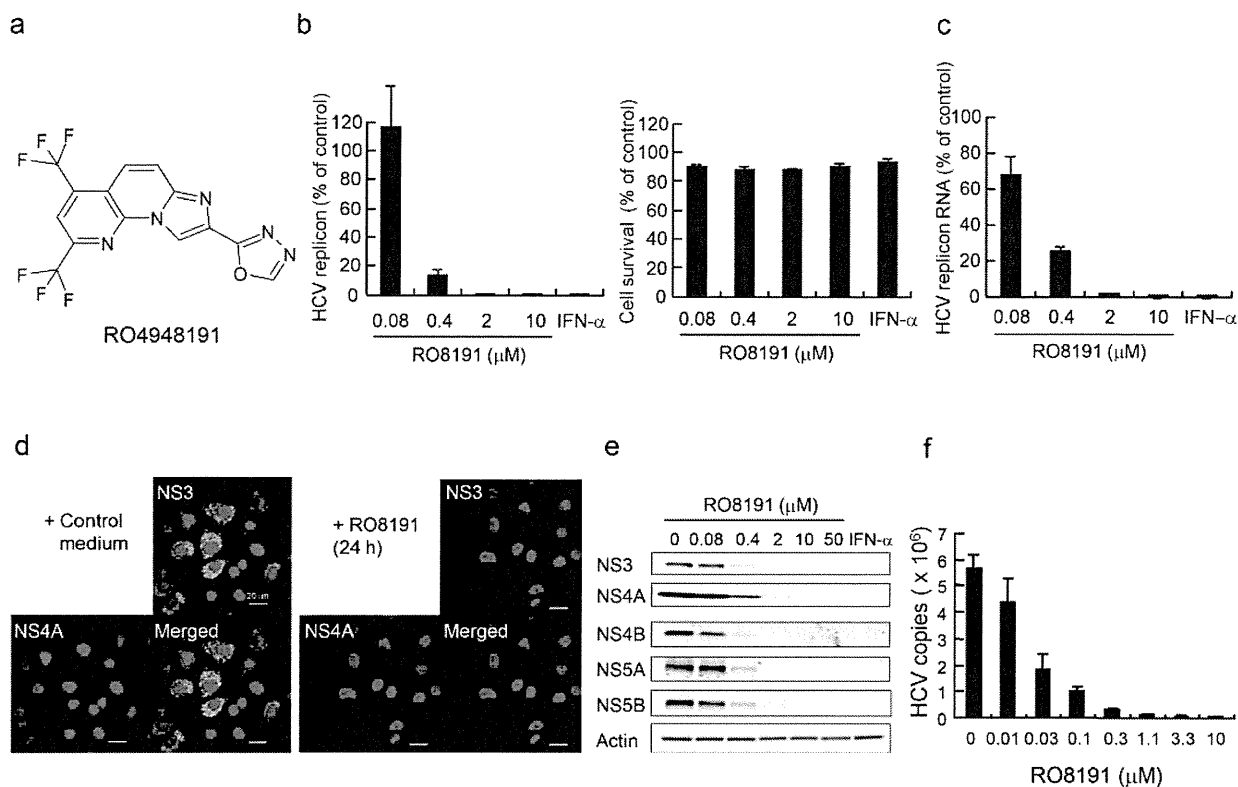 a
F
F
F
F
F
F
N
N
N
N
N
O
RO4948191
b
HCV replicon (% of control)
120
100
80
60
40
20
0
0.08 0.4 2 10 IFN-α
RO8191 (μM)
Cell survival (% of control)
120
100
80
60
40
20
0
0.08 0.4 2 10 IFN-α
RO8191 (μM)
c
HCV replicon RNA (% of control)
100
80
60
40
20
0
0.08 0.4 2 10 IFN-α
RO8191 (μM)
d
+ Control
medium
NS3
20 μm
NS4A
Merged
+ RO8191
(24 h)
NS3
NS4A
Merged
e
RO8191 (μM)
0 0.08 0.4 2 10 50 IFN-α
NS3
NS4A
NS4B
NS5A
NS5B
Actin
f
HCV copies ( x 10⁶)
7
6
5
4
3
2
1
0
0 0.01 0.03 0.1 0.3 1.1 3.3 10
RO8191 (μM)